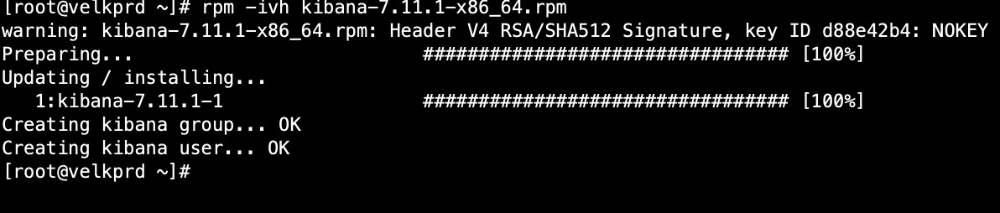 [root@velkprd ~]# rpm -ivh kibana-7.11.1-x86_64.rpm
warning: kibana-7.11.1-x86_64.rpm: Header V4 RSA/SHA512 Signature, key ID d88e42b4: NOKEY
Preparing... ################################# [100%]
Updating / installing...
1:kibana-7.11.1-1 ################################# [100%]
Creating kibana group... OK
Creating kibana user... OK
[root@velkprd ~]#